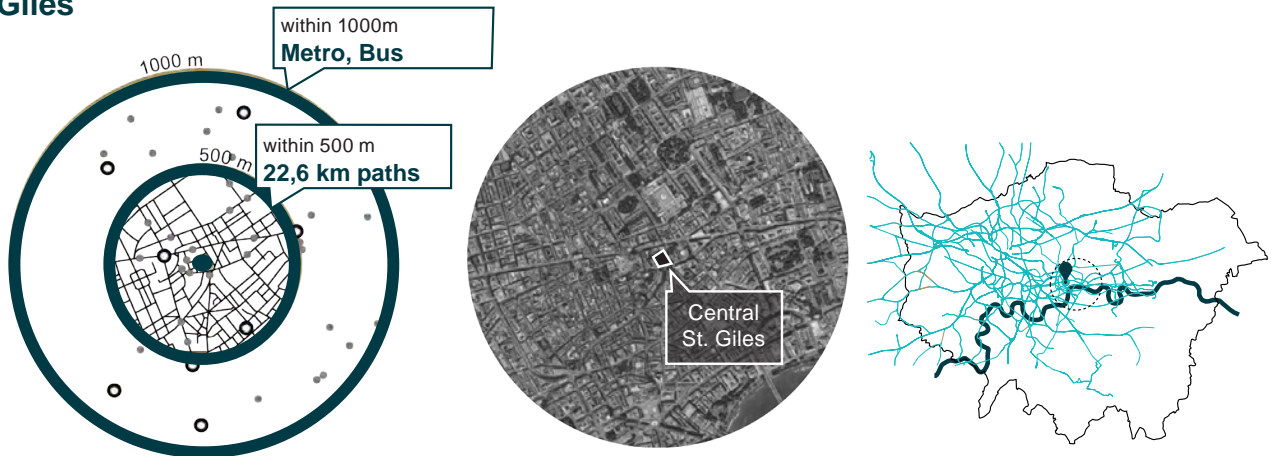 Giles
within 1000m
Metro, Bus
1000 m
within 500 m
22,6 km paths
500 m
Central
St. Giles